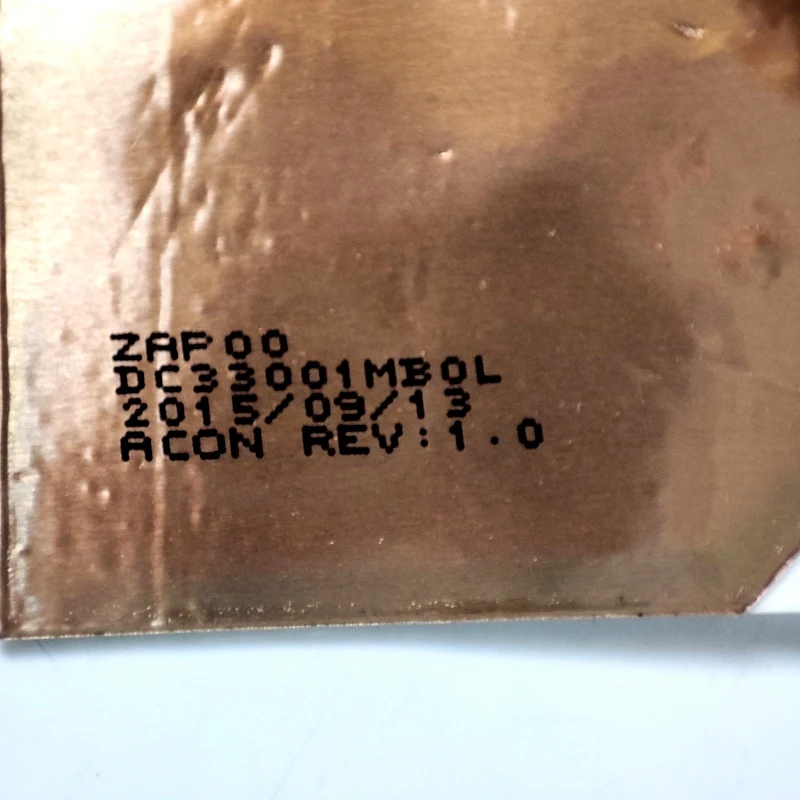 ZAP00
DC33001MB0L
2015/09/13
ACON REV:1.0